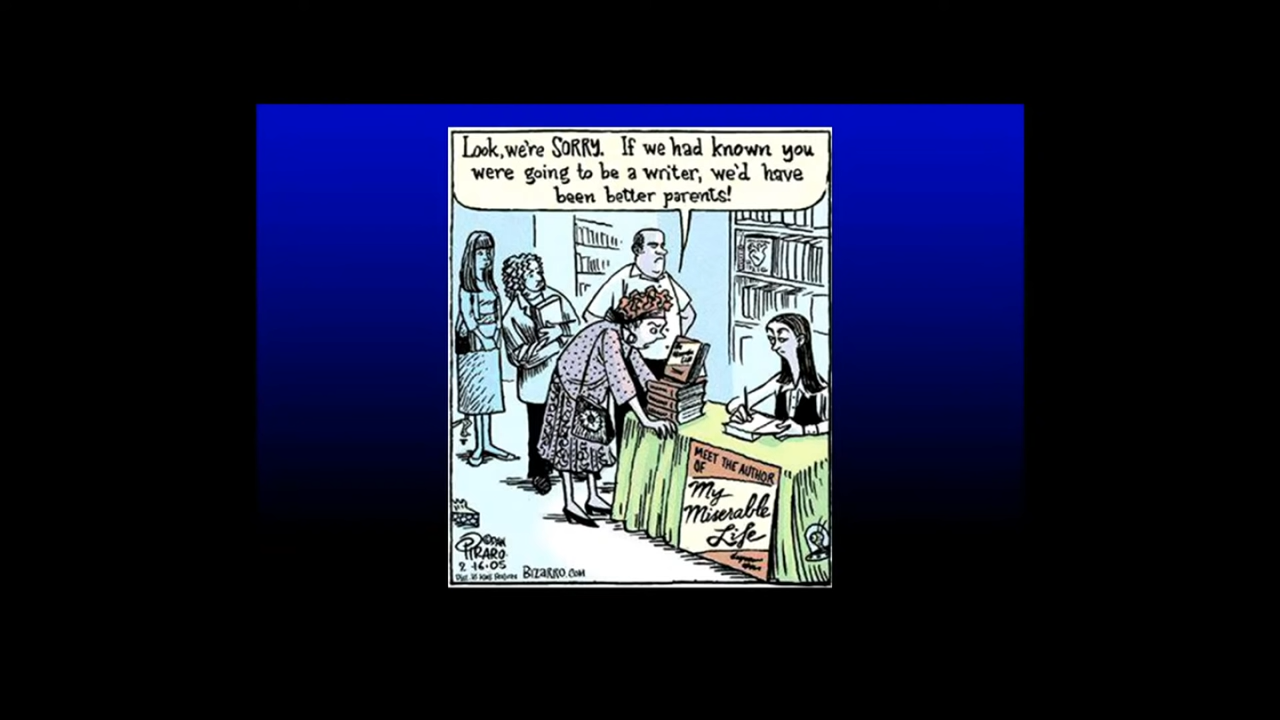 Look, we're SORRY. If we had known you
were going to be a writer, we'd have
been better parents!
MEET THE AUTHOR
OF
My
Miserable
Life
©DAN
PIRARO.
2·16·05
BIZARRO.COM